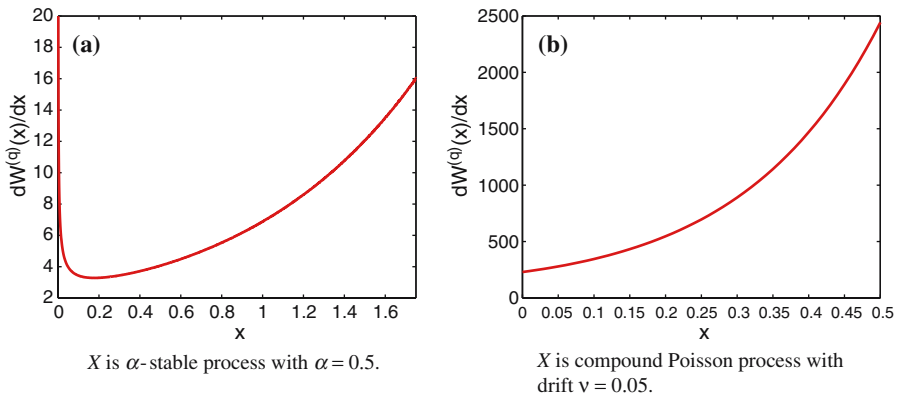 (a)
dW^(q)(x)/dx
20
18
16
14
12
10
8
6
4
2
0 0.2 0.4 0.6 0.8 1 1.2 1.4 1.6
x
X is α-stable process with α = 0.5.
(b)
dW^(q)(x)/dx
2500
2000
1500
1000
500
0
0 0.05 0.1 0.15 0.2 0.25 0.3 0.35 0.4 0.45 0.5
x
X is compound Poisson process with
drift ν = 0.05.